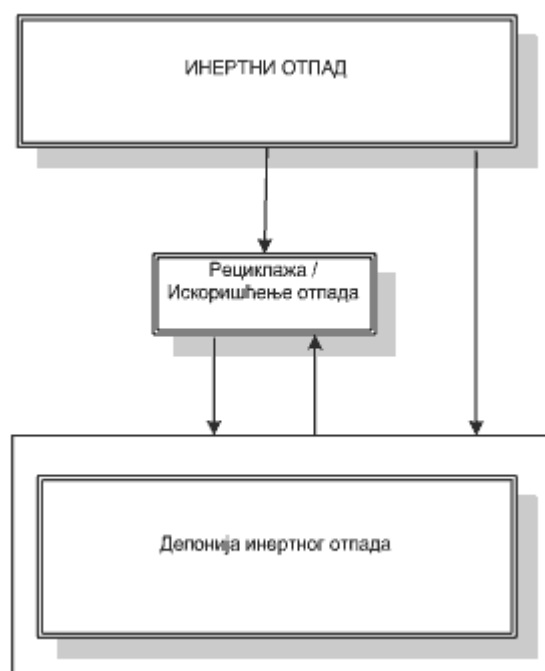 ИНЕРТНИ ОТПАД
Рециклажа /
Искоришћење отпада
Депонија инертног отпада